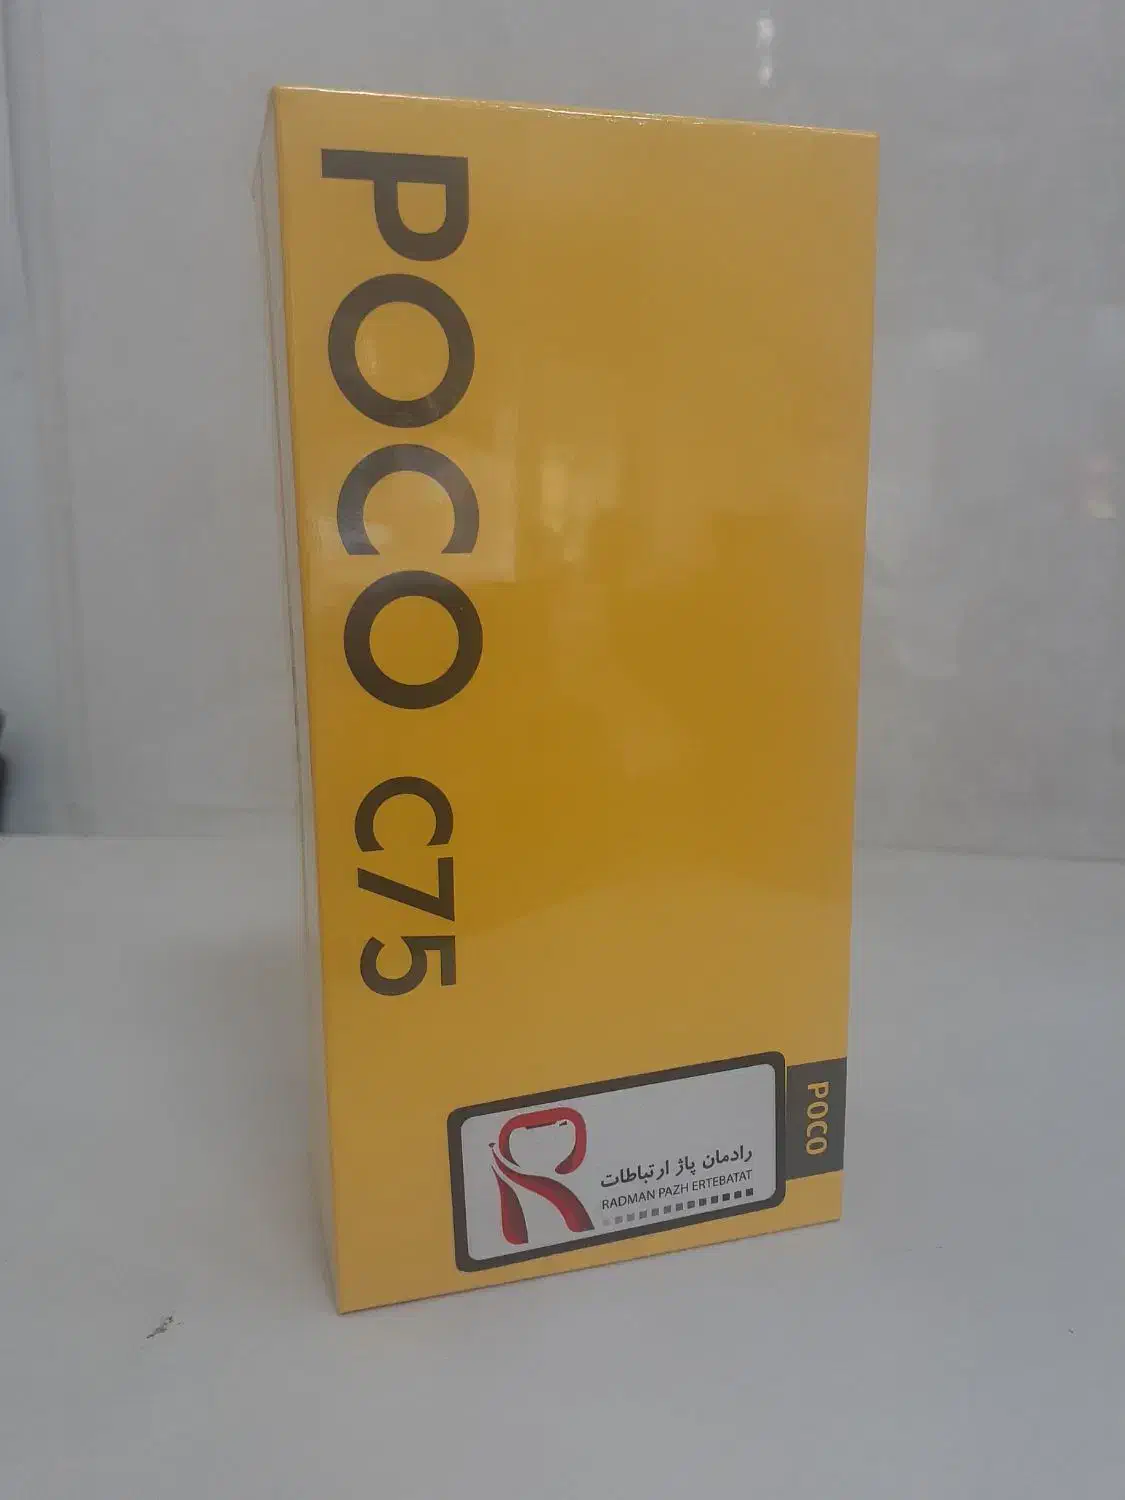 POCO C75
POCO
رادمان پاژ ارتباطات
RADMAN PAZH ERTEBATAT